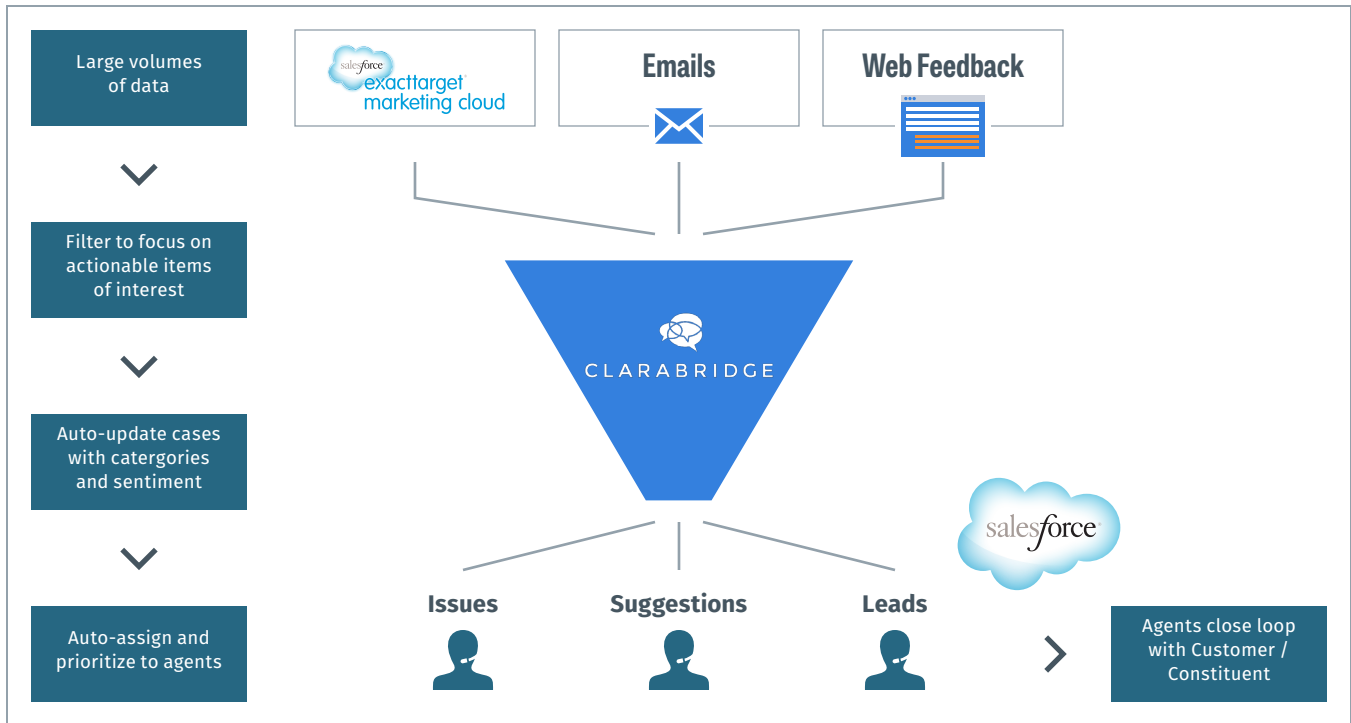 Large volumes
of data
salesforce
exacttarget
marketing cloud
Emails
Web Feedback
Filter to focus on
actionable items
of interest
CLARABRIDGE
Auto-update cases
with catergories
and sentiment
salesforce
Issues
Suggestions
Leads
Auto-assign and
prioritize to agents
Agents close loop
with Customer /
Constituent